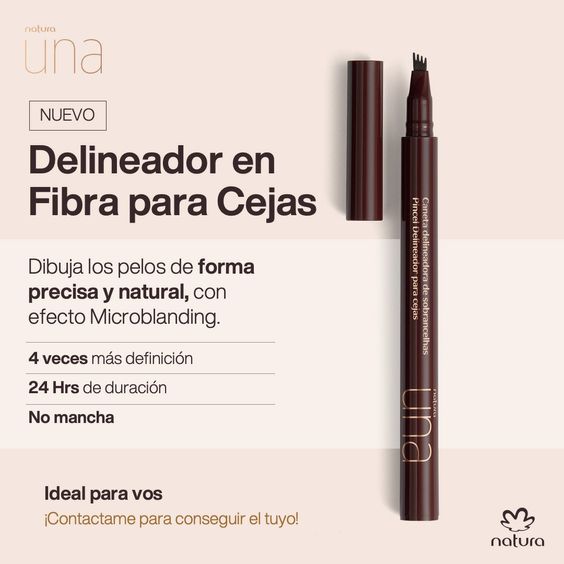 natura
una
NUEVO
Delineador en
Fibra para Cejas
Dibuja los pelos de forma
precisa y natural, con
efecto Microblanding.
4 veces más definición
24 Hrs de duración
No mancha
Ideal para vos
¡Contactame para conseguir el tuyo!
Caneta delineadora de sobrancelhas
Pincel Delineador para cejas
natura
una
natura